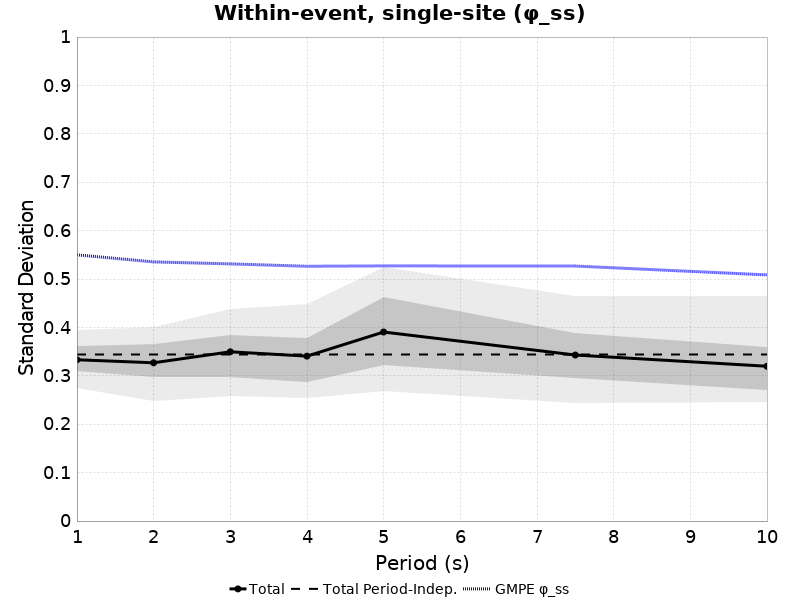 Within-event, single-site (φ_ss)
Standard Deviation
1
0.9
0.8
0.7
0.6
0.5
0.4
0.3
0.2
0.1
0
1 2 3 4 5 6 7 8 9 10
Period (s)
Total Total Period-Indep. GMPE φ_ss